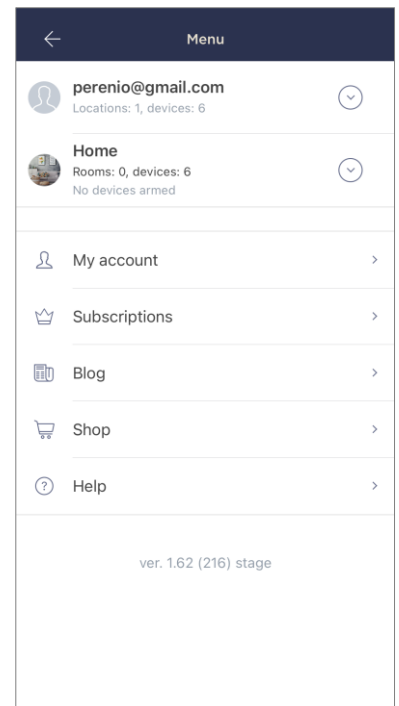 Menu
perenio@gmail.com
Locations: 1, devices: 6
Home
Rooms: 0, devices: 6
No devices armed
My account
Subscriptions
Blog
Shop
Help
ver. 1.62 (216) stage